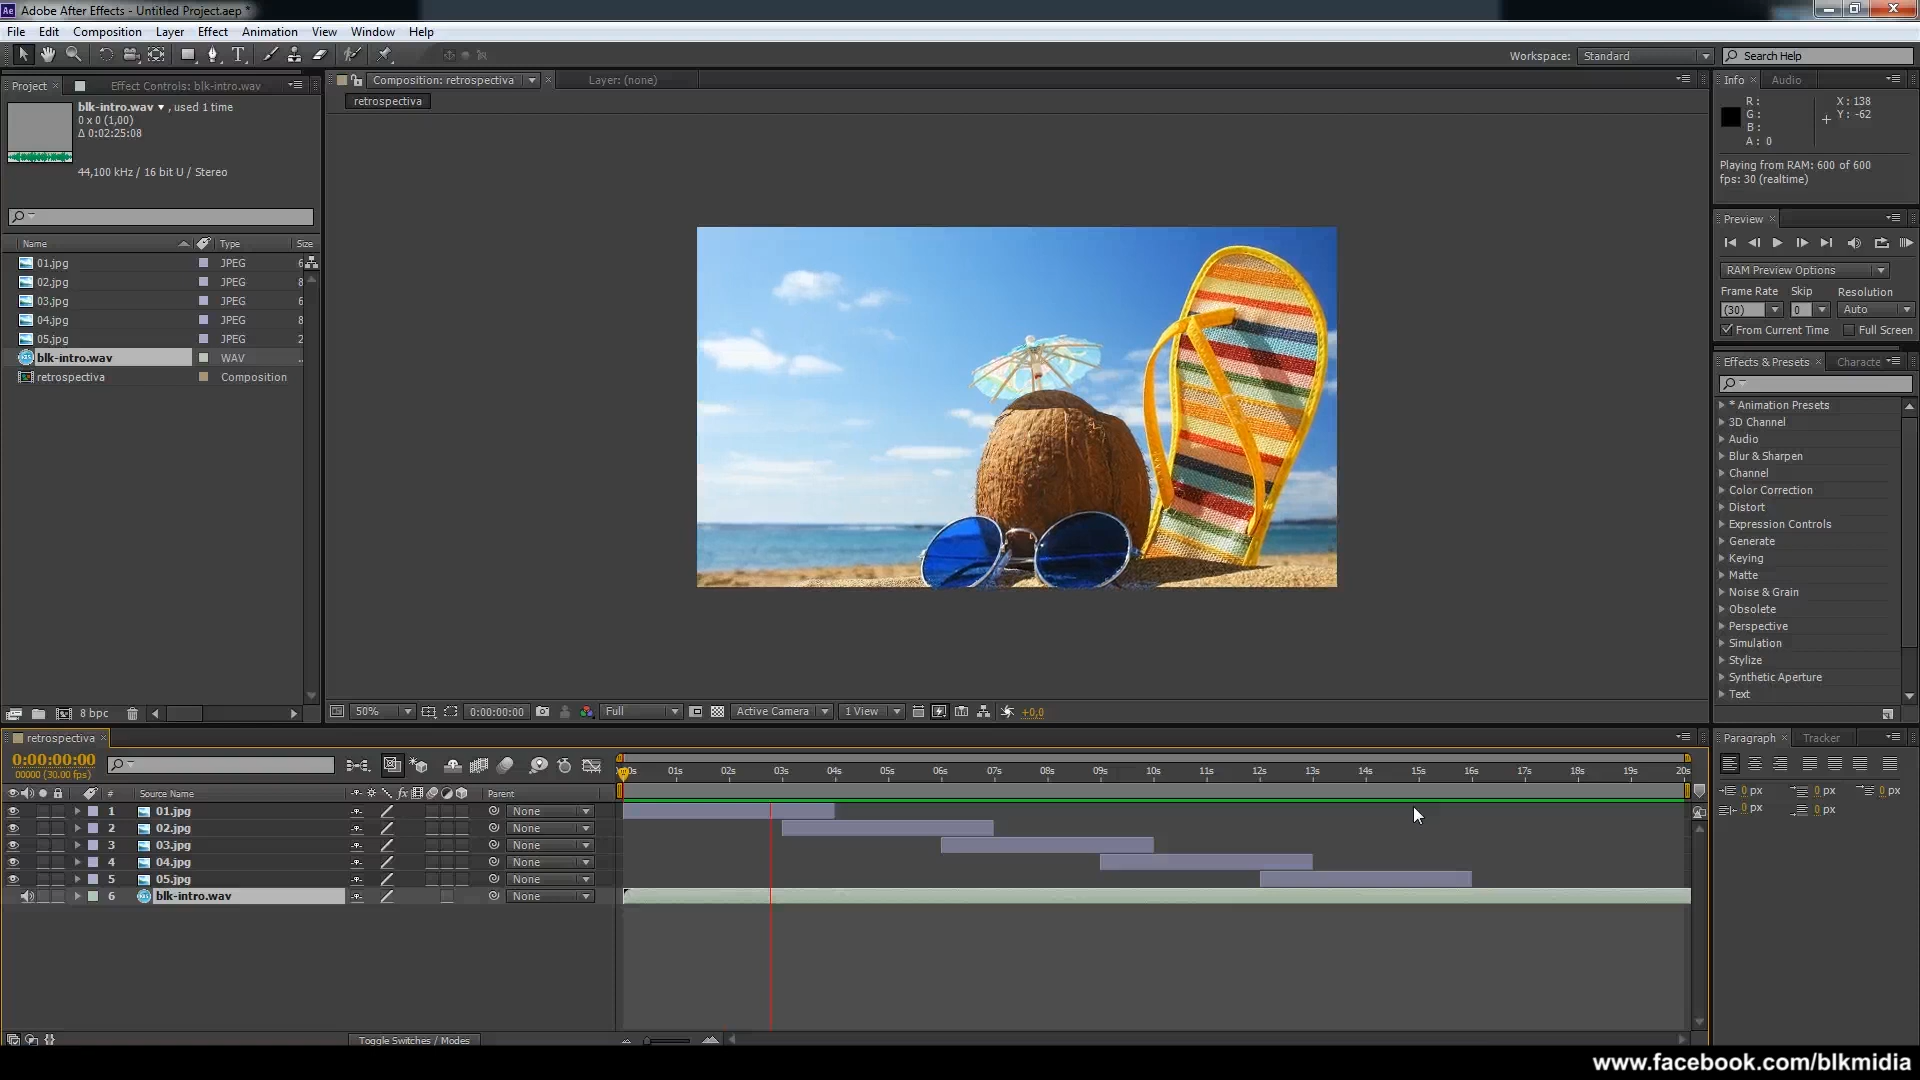 Adobe After Effects - Untitled Project.aep *
File Edit Composition Layer Effect Animation View Window Help
Workspace: Standard Search Help
Project Effect Controls: blk-intro.wav
blk-intro.wav , used 1 time
0 x 0 (1,00)
Δ 0:02:25:08
44,100 kHz / 16 bit U / Stereo
Name Type Size
01.jpg JPEG 6
02.jpg JPEG 8
03.jpg JPEG 6
04.jpg JPEG 8
05.jpg JPEG 2
blk-intro.wav WAV ..
retrospectiva Composition
8 bpc
Composition: retrospectiva Layer: (none)
retrospectiva
50% 0:00:00:00 Full Active Camera 1 View +0,0
Info Audio
R :
G :
B :
A : 0
X : 138
Y : -62
Playing from RAM: 600 of 600
fps: 30 (realtime)
Preview
RAM Preview Options
Frame Rate Skip Resolution
(30) 0 Auto
From Current Time Full Screen
Effects & Presets Characte
* Animation Presets
3D Channel
Audio
Blur & Sharpen
Channel
Color Correction
Distort
Expression Controls
Generate
Keying
Matte
Noise & Grain
Obsolete
Perspective
Simulation
Stylize
Synthetic Aperture
Text
retrospectiva
0:00:00:00
00000 (30.00 fps)
# Source Name fx Parent
01s 02s 03s 04s 05s 06s 07s 08s 09s 10s 11s 12s 13s 14s 15s 16s 17s 18s 19s 20s
1 01.jpg None
2 02.jpg None
3 03.jpg None
4 04.jpg None
5 05.jpg None
6 blk-intro.wav None
Toggle Switches / Modes
Paragraph Tracker
0 px 0 px 0 px
0 px 0 px
www.facebook.com/blkmidia